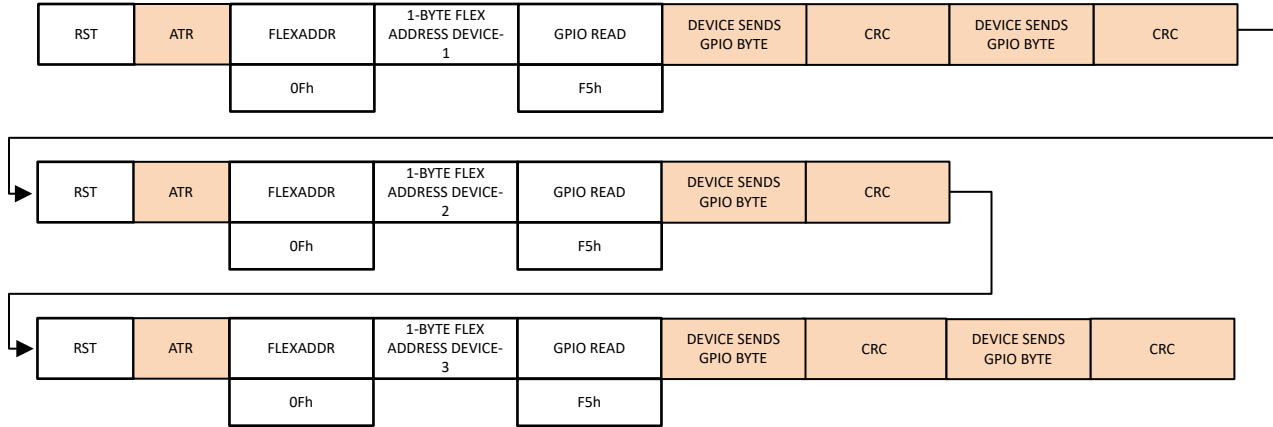 RST
ATR
FLEXADDR
1-BYTE FLEX
ADDRESS DEVICE-
1
GPIO READ
DEVICE SENDS
GPIO BYTE
CRC
DEVICE SENDS
GPIO BYTE
CRC
0Fh
F5h
RST
ATR
FLEXADDR
1-BYTE FLEX
ADDRESS DEVICE-
2
GPIO READ
DEVICE SENDS
GPIO BYTE
CRC
0Fh
F5h
RST
ATR
FLEXADDR
1-BYTE FLEX
ADDRESS DEVICE-
3
GPIO READ
DEVICE SENDS
GPIO BYTE
CRC
DEVICE SENDS
GPIO BYTE
CRC
0Fh
F5h